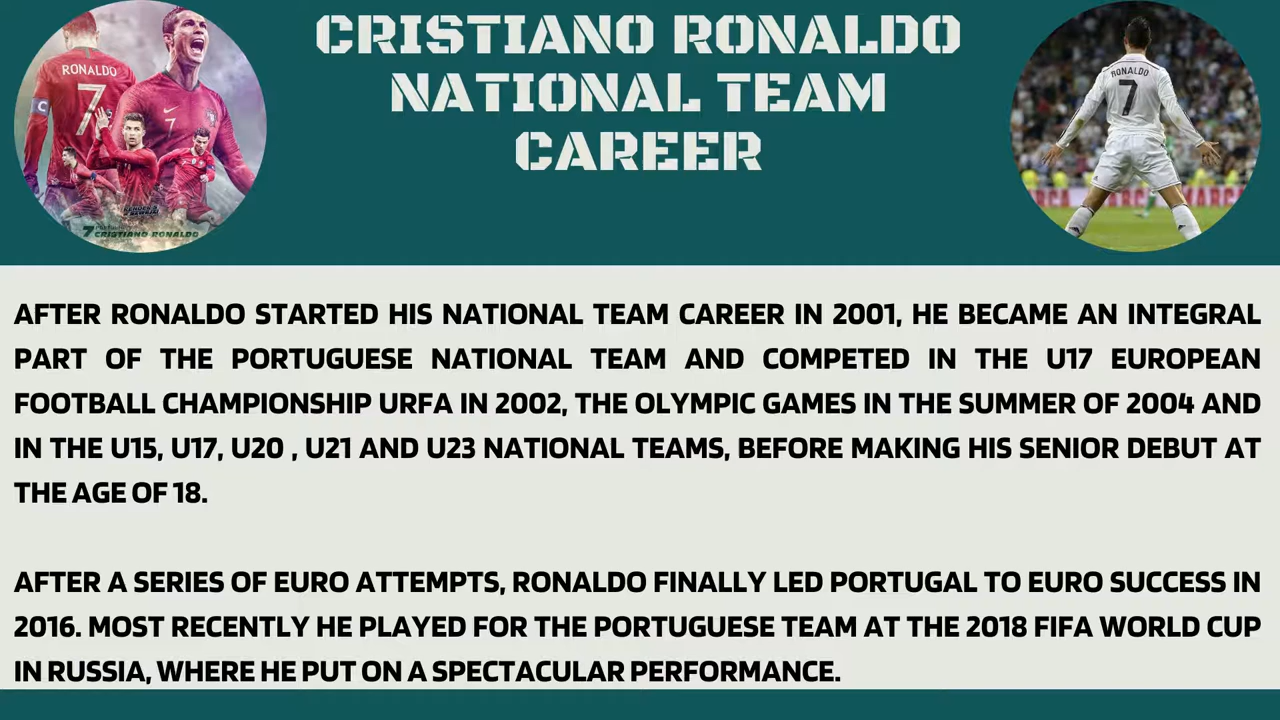 CRISTIANO RONALDO
NATIONAL TEAM
CAREER
RONALDO
7
7
C
7
CRISTIANO RONALDO
RONALDO
7
AFTER RONALDO STARTED HIS NATIONAL TEAM CAREER IN 2001, HE BECAME AN INTEGRAL
PART OF THE PORTUGUESE NATIONAL TEAM AND COMPETED IN THE U17 EUROPEAN
FOOTBALL CHAMPIONSHIP URFA IN 2002, THE OLYMPIC GAMES IN THE SUMMER OF 2004 AND
IN THE U15, U17, U20 , U21 AND U23 NATIONAL TEAMS, BEFORE MAKING HIS SENIOR DEBUT AT
THE AGE OF 18.
AFTER A SERIES OF EURO ATTEMPTS, RONALDO FINALLY LED PORTUGAL TO EURO SUCCESS IN
2016. MOST RECENTLY HE PLAYED FOR THE PORTUGUESE TEAM AT THE 2018 FIFA WORLD CUP
IN RUSSIA, WHERE HE PUT ON A SPECTACULAR PERFORMANCE.